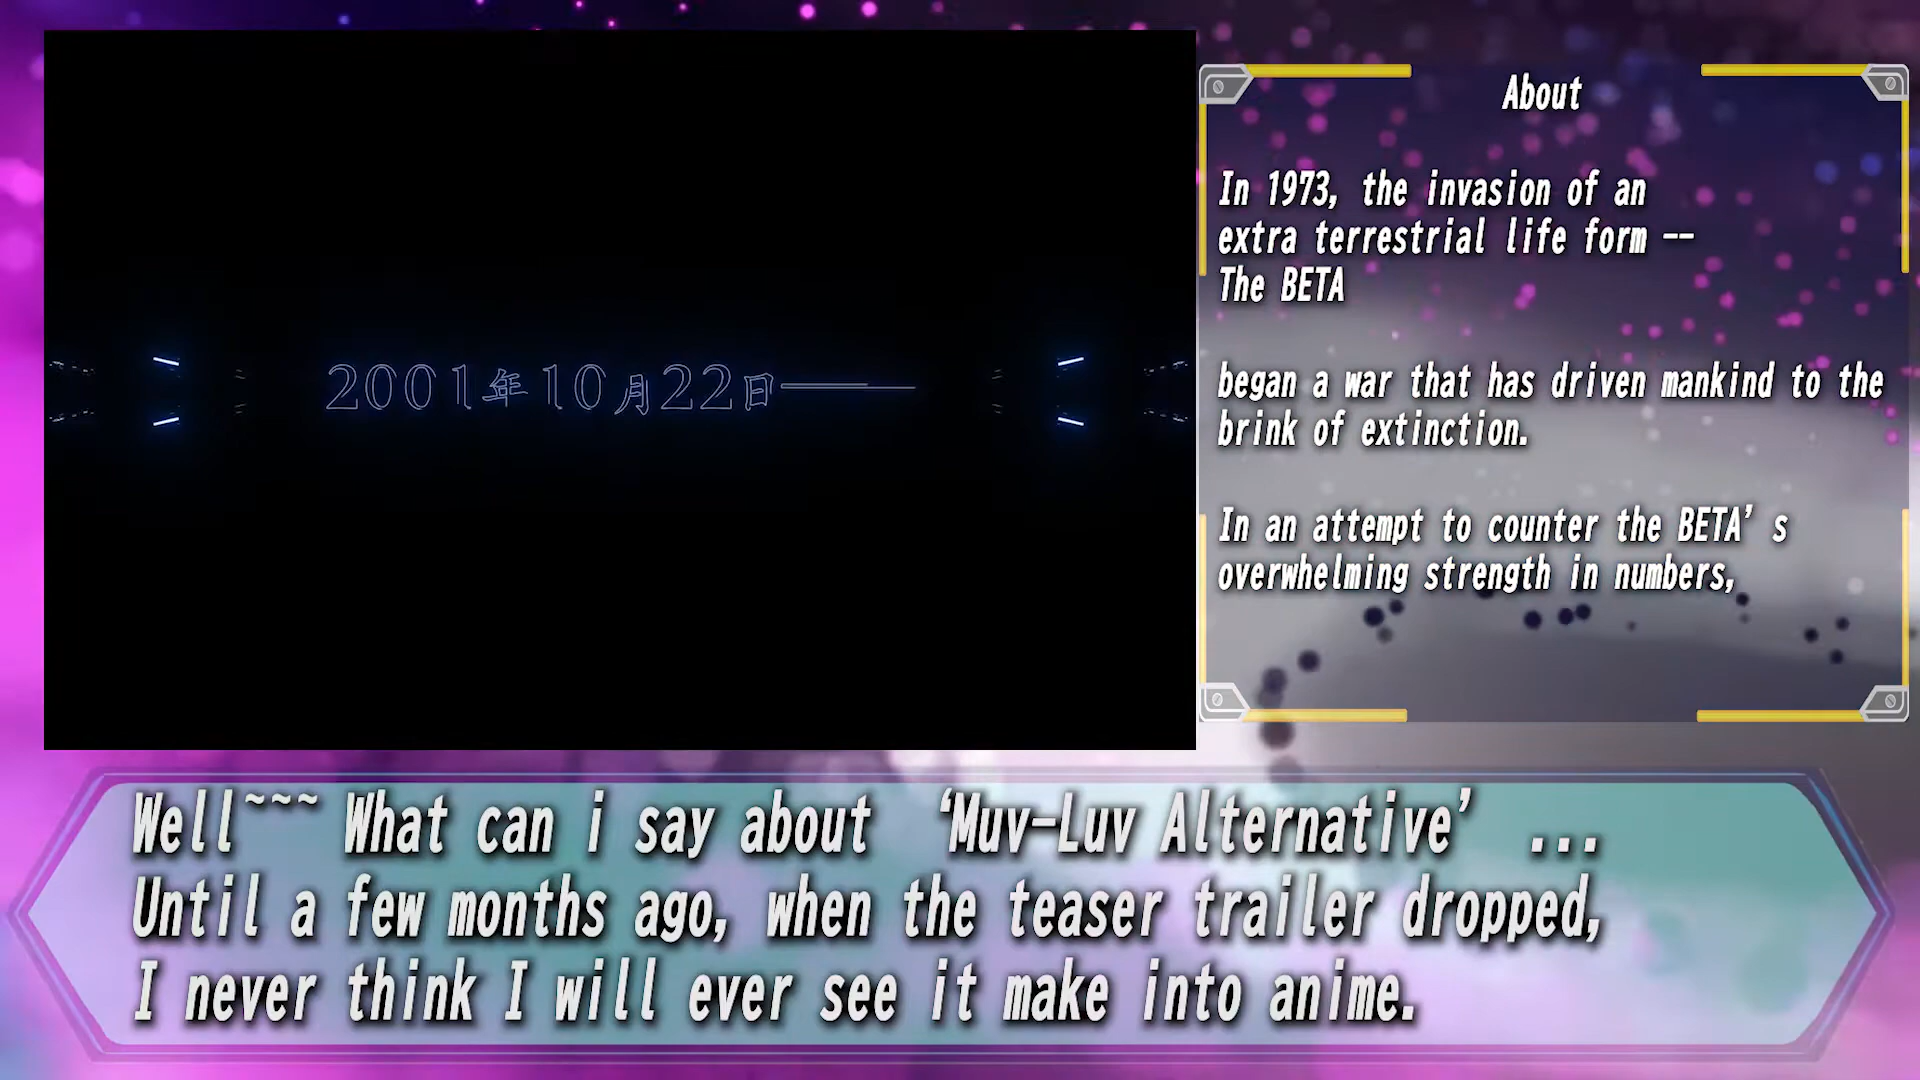 2001年10月22日――
About
In 1973, the invasion of an
extra terrestrial life form --
The BETA
began a war that has driven mankind to the
brink of extinction.
In an attempt to counter the BETA’s
overwhelming strength in numbers,
Well~~~ What can i say about ‘Muv-Luv Alternative’ ...
Until a few months ago, when the teaser trailer dropped,
I never think I will ever see it make into anime.